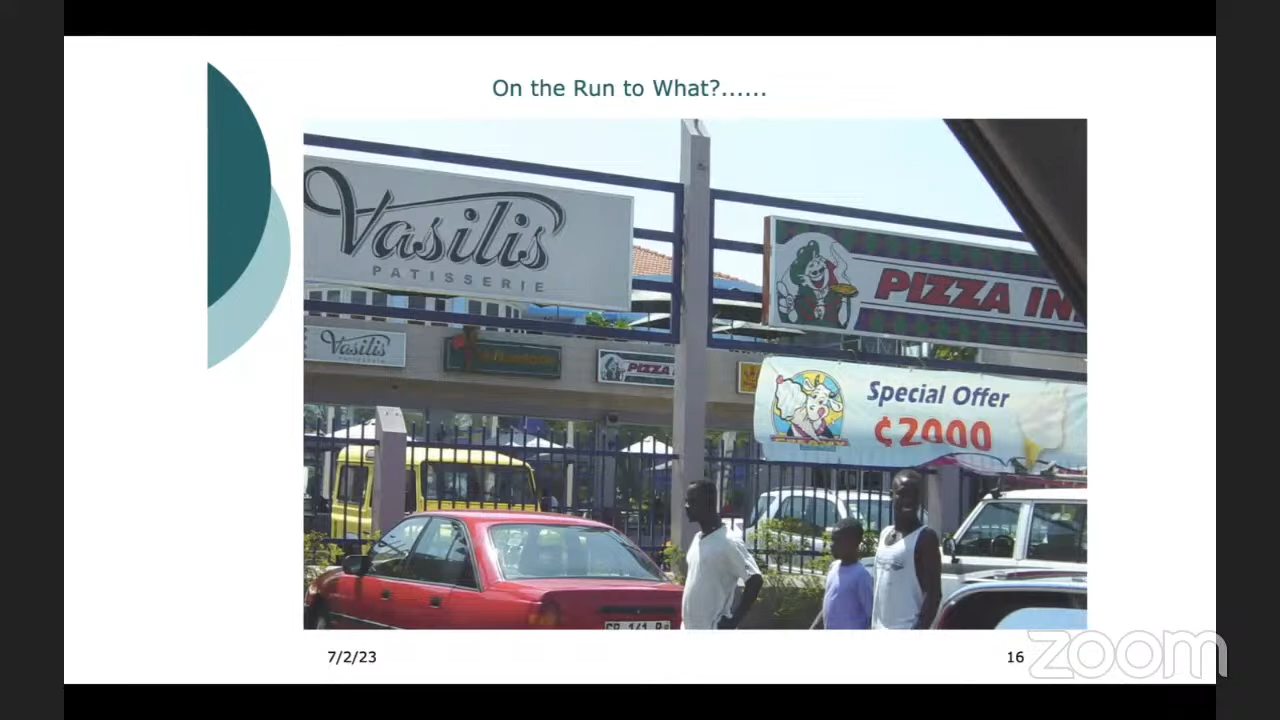 On the Run to What?......
Vasilis
PATISSERIE
PIZZA IN
Vasilis
PATISSERIE
PIZZA
Special Offer
¢2000
CREAMY
7/2/23
16
zoom